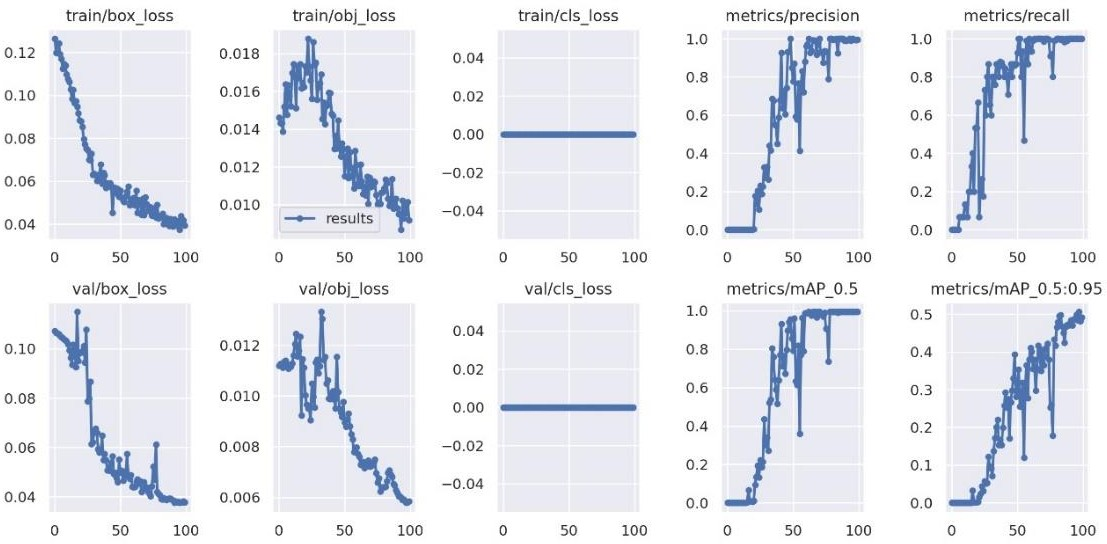 train/box_loss
train/obj_loss
train/cls_loss
metrics/precision
metrics/recall
0.12
0.10
0.08
0.06
0.04
0 50 100
0.018
0.016
0.014
0.012
0.010
results
0 50 100
0.04
0.02
0.00
−0.02
−0.04
0 50 100
1.0
0.8
0.6
0.4
0.2
0.0
0 50 100
1.0
0.8
0.6
0.4
0.2
0.0
0 50 100
val/box_loss
val/obj_loss
val/cls_loss
metrics/mAP_0.5
metrics/mAP_0.5:0.95
0.10
0.08
0.06
0.04
0 50 100
0.012
0.010
0.008
0.006
0 50 100
0.04
0.02
0.00
−0.02
−0.04
0 50 100
1.0
0.8
0.6
0.4
0.2
0.0
0 50 100
0.5
0.4
0.3
0.2
0.1
0.0
0 50 100